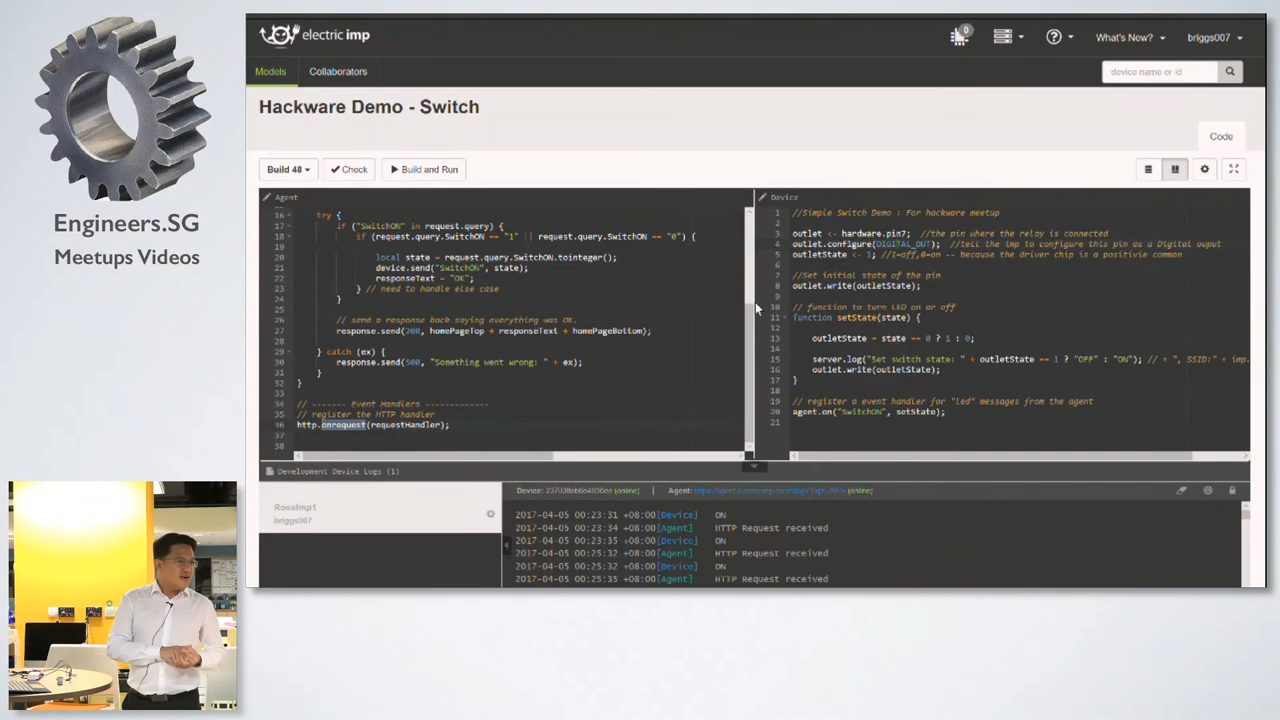 Engineers.SG
Meetups Videos
electric imp
0
What's Now?
briggs007
Models
Collaborators
device name or id
Hackware Demo - Switch
Code
Build 48
Check
Build and Run
Agent
16 try {
17 if ("SwitchON" in request.query) {
18 if (request.query.SwitchON == "1" || request.query.SwitchON == "0") {
19
20 local state = request.query.SwitchON.tointeger();
21 device.send("SwitchON", state);
22 responseText = "OK";
23 } // need to handle else case
24 }
25
26 // send a response back saying everything was OK.
27 response.send(200, homePageTop + responseText + homePageBottom);
28
29 } catch (ex) {
30 response.send(500, "Something went wrong: " + ex);
31 }
32 }
33
34 // ------- Event Handlers -------------
35 // register the HTTP handler
36 http.onrequest(requestHandler);
37
38
Device
1 //Simple Switch Demo : For hackware meetup
2
3 outlet <- hardware.pin7; //the pin where the relay is connected
4 outlet.configure(DIGITAL_OUT); //tell the imp to configure this pin as a Digital ouput
5 outletState <- 1; //1=off,0=on -- because the driver chip is a positivie common
6
7 //Set initial state of the pin
8 outlet.write(outletState);
9
10 // function to turn LED on or off
11 function setState(state) {
12
13 outletState = state == 0 ? 1 : 0;
14
15 server.log("Set switch state: " + outletState == 1 ? "OFF" : "ON"); // + ", SSID:" + imp.
16 outlet.write(outletState);
17 }
18
19 // register a event handler for "led" messages from the agent
20 agent.on("SwitchON", setState);
21
Development Device Logs (1)
RossImp1
briggs007
Device: (online) | Agent: (online)
2017-04-05 00:23:31 +08:00[Device] ON
2017-04-05 00:23:34 +08:00[Agent] HTTP Request received
2017-04-05 00:23:35 +08:00[Device] ON
2017-04-05 00:25:32 +08:00[Agent] HTTP Request received
2017-04-05 00:25:32 +08:00[Device] ON
2017-04-05 00:25:35 +08:00[Agent] HTTP Request received